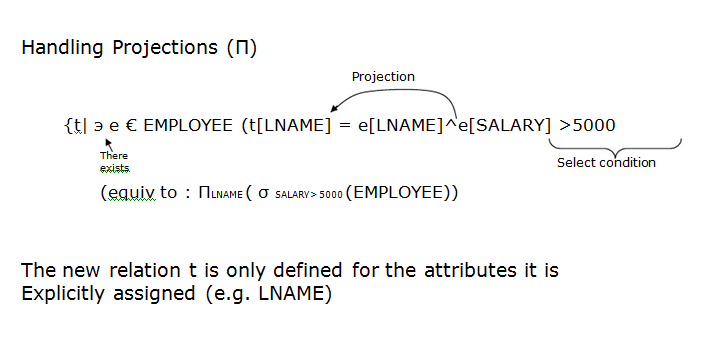 Handling Projections (Π)
Projection
{t| э e € EMPLOYEE (t[LNAME] = e[LNAME]^e[SALARY] >5000
There
exists
Select condition
(equiv to : ΠLNAME ( σ SALARY> 5000 (EMPLOYEE))
The new relation t is only defined for the attributes it is
Explicitly assigned (e.g. LNAME)